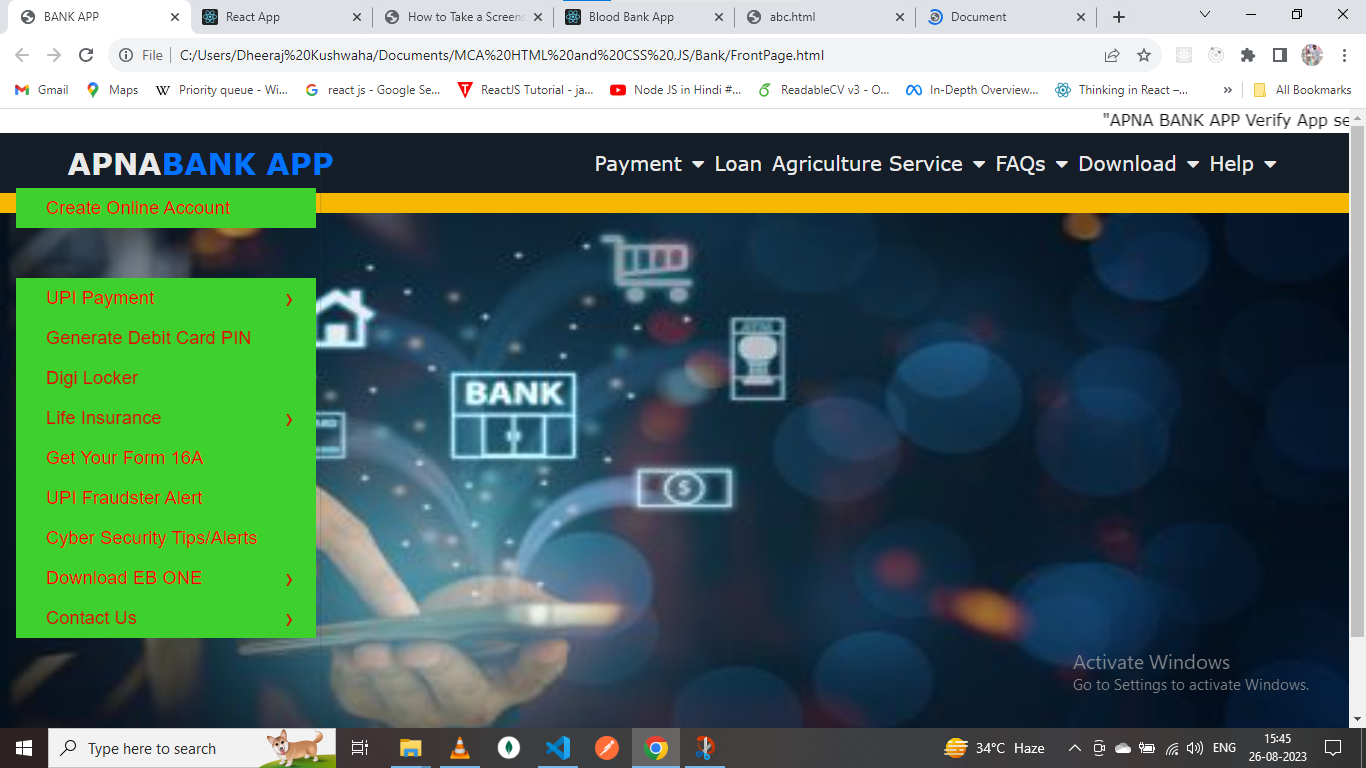 BANK APP
React App
How to Take a Screens
Blood Bank App
abc.html
Document
File
C:/Users/Dheeraj%20Kushwaha/Documents/MCA%20HTML%20and%20CSS%20,JS/Bank/FrontPage.html
Gmail
Maps
Priority queue - Wi...
react js - Google Se...
ReactJS Tutorial - ja...
Node JS in Hindi #...
ReadableCV v3 - O...
In-Depth Overview...
Thinking in React –...
»
All Bookmarks
"APNA BANK APP Verify App se
APNABANK APP
Payment
Loan
Agriculture Service
FAQs
Download
Help
Create Online Account
UPI Payment
Generate Debit Card PIN
Digi Locker
Life Insurance
Get Your Form 16A
UPI Fraudster Alert
Cyber Security Tips/Alerts
Download EB ONE
Contact Us
ATM
BANK
$
Activate Windows
Go to Settings to activate Windows.
Type here to search
34°C Haze
ENG
15:45
26-08-2023